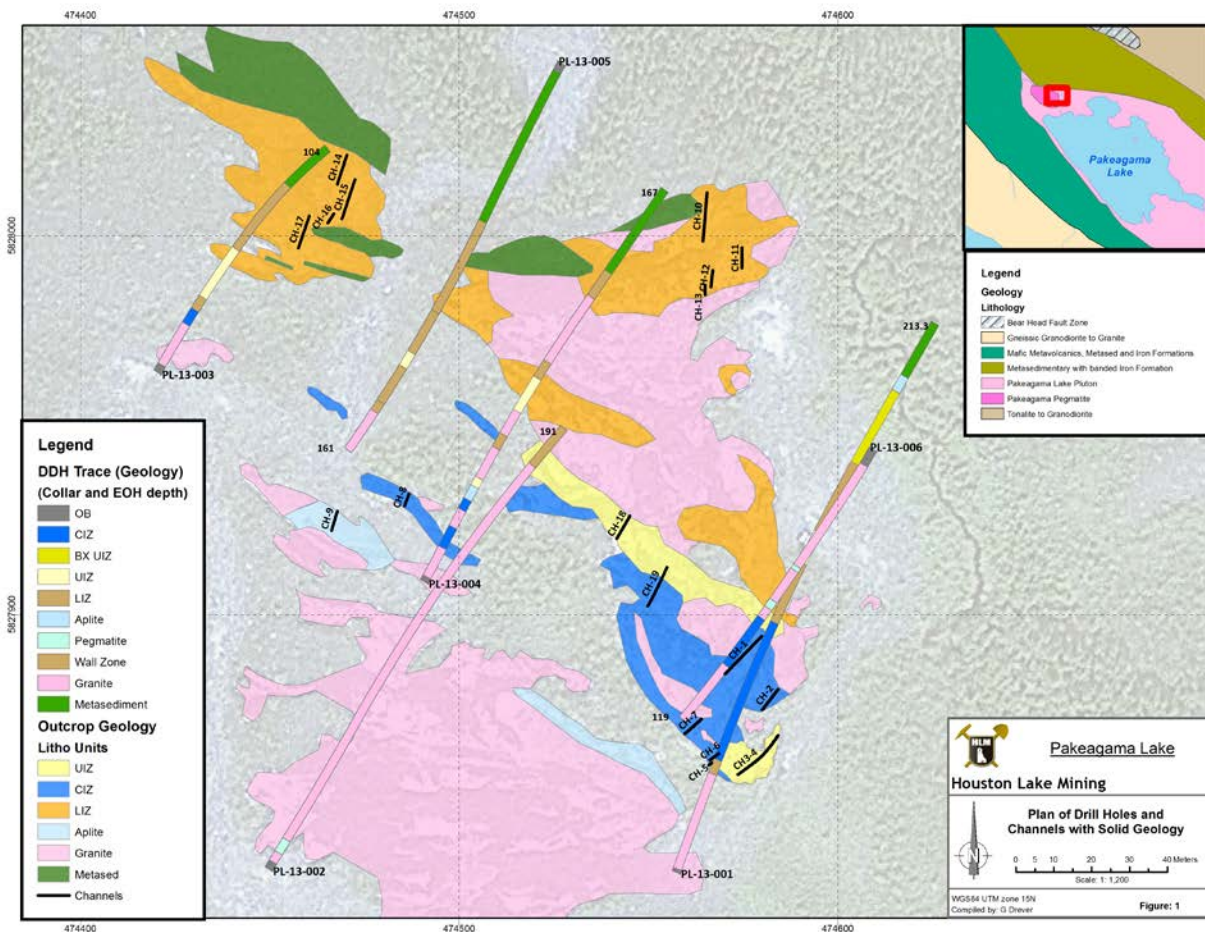 474400
474500
474600
5828000
5827900
PL-13-005
104
CH-14
CH-15
CH-16
CH-17
167
CH-10
CH-11
CH-12
CH-13
PL-13-003
213.3
161
191
PL-13-006
CH-8
CH-9
CH-18
PL-13-004
CH-19
CH-1
CH-2
119
CH-7
CH-6
CH-5
CH3-4
PL-13-002
PL-13-001
Pakeagama
Lake
Legend
Geology
Lithology
Bear Head Fault Zone
Gneissic Granodiorite to Granite
Mafic Metavolcanics, Metased and Iron Formations
Metasedimentary with banded Iron Formation
Pakeagama Lake Pluton
Pakeagama Pegmatite
Tonalite to Granodiorite
Legend
DDH Trace (Geology)
(Collar and EOH depth)
OB
CIZ
BX UIZ
UIZ
LIZ
Aplite
Pegmatite
Wall Zone
Granite
Metasediment
Outcrop Geology
Litho Units
UIZ
CIZ
LIZ
Aplite
Granite
Metased
Channels
HLM
Pakeagama Lake
Houston Lake Mining
Plan of Drill Holes and
Channels with Solid Geology
N
0 5 10 20 30 40 Meters
Scale: 1: 1,200
WGS84 UTM zone 15N
Compiled by: G Drever
Figure: 1
474400
474500
474600